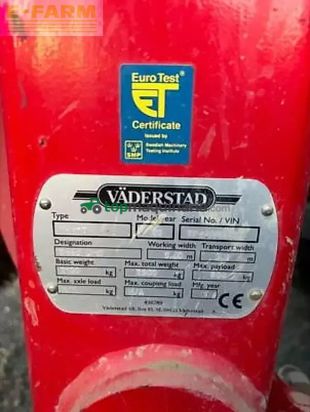 E-FARM
Euro Test
ET
Certificate
Issued by
Swedish Machinery
Testing Institute
SMP
VÄDERSTAD
Type
Model year
Serial No. / VIN
Designation
Working width
Transport width
m
m
Basic weight
Max. total weight
Max. payload
kg
kg
kg
Max. axle load
Max. coupling load
Mfg. year
kg
kg
CE
Väderstad